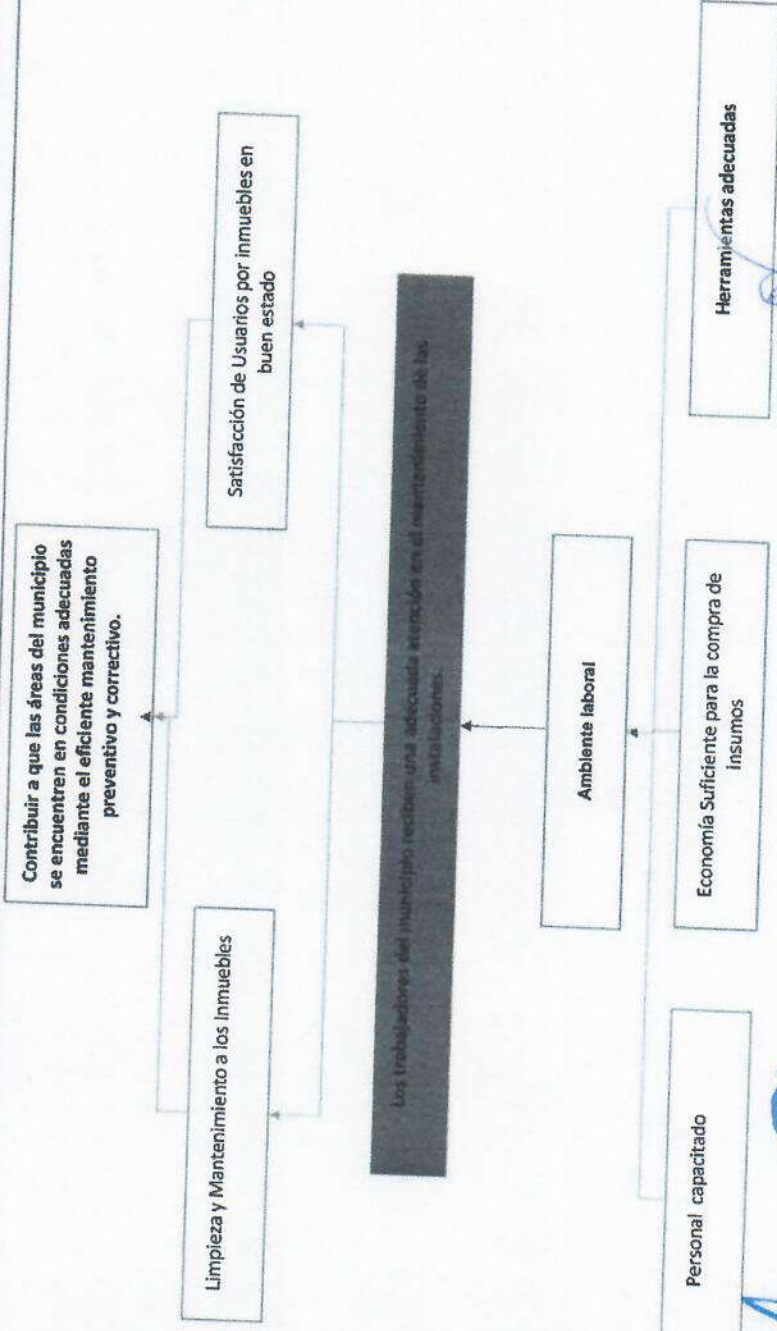 Contribuir a que las áreas del municipio
se encuentren en condiciones adecuadas
mediante el eficiente mantenimiento
preventivo y correctivo.
Limpieza y Mantenimiento a los Inmuebles
Satisfacción de Usuarios por inmuebles en
buen estado
Los trabajadores del municipio reciben una adecuada atención en el mantenimiento de las
instalaciones.
Ambiente laboral
Personal capacitado
Economía Suficiente para la compra de
insumos
Herramientas adecuadas